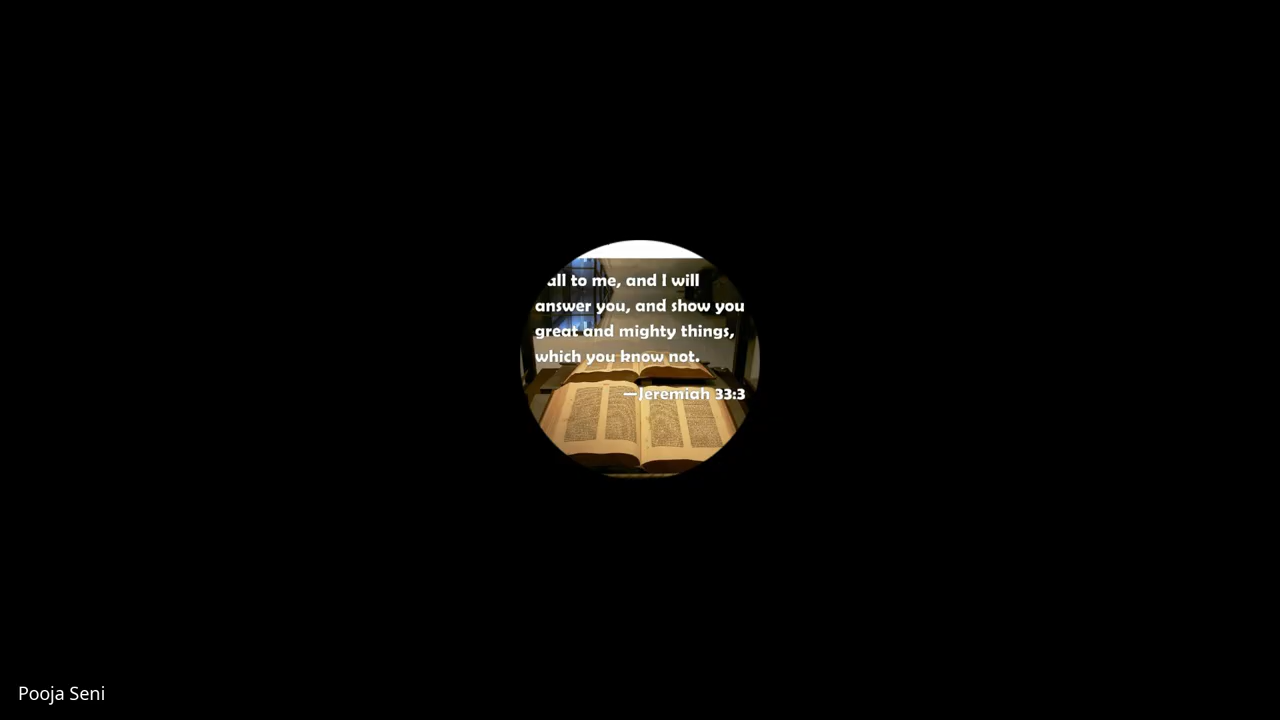 all to me, and I will
answer you, and show you
great and mighty things,
which you know not.
—Jeremiah 33:3
Pooja Seni